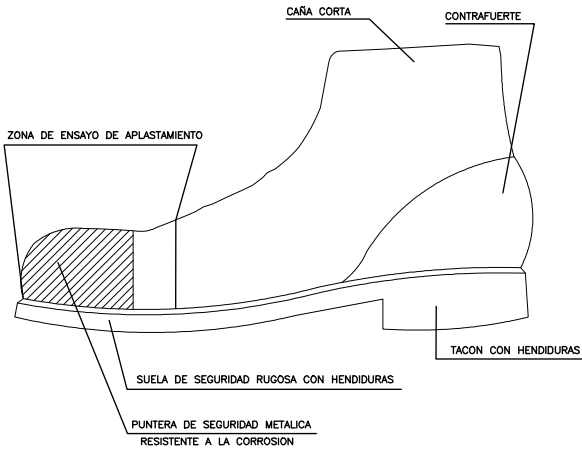 CAÑA CORTA
CONTRAFUERTE
ZONA DE ENSAYO DE APLASTAMIENTO
TACON CON HENDIDURAS
SUELA DE SEGURIDAD RUGOSA CON HENDIDURAS
PUNTERA DE SEGURIDAD METALICA
RESISTENTE A LA CORROSION